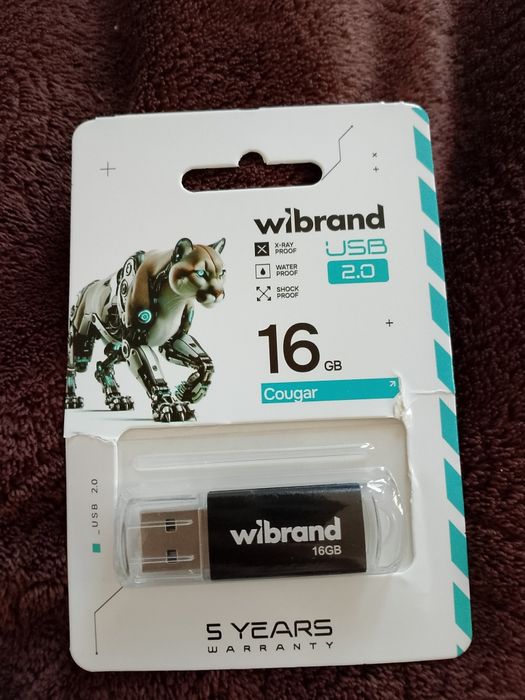 wibrand
X-RAY
PROOF
WATER
PROOF
SHOCK
PROOF
USB
2.0
16 GB
Cougar
_USB 2.0
wibrand
16GB
5 YEARS
WARRANTY